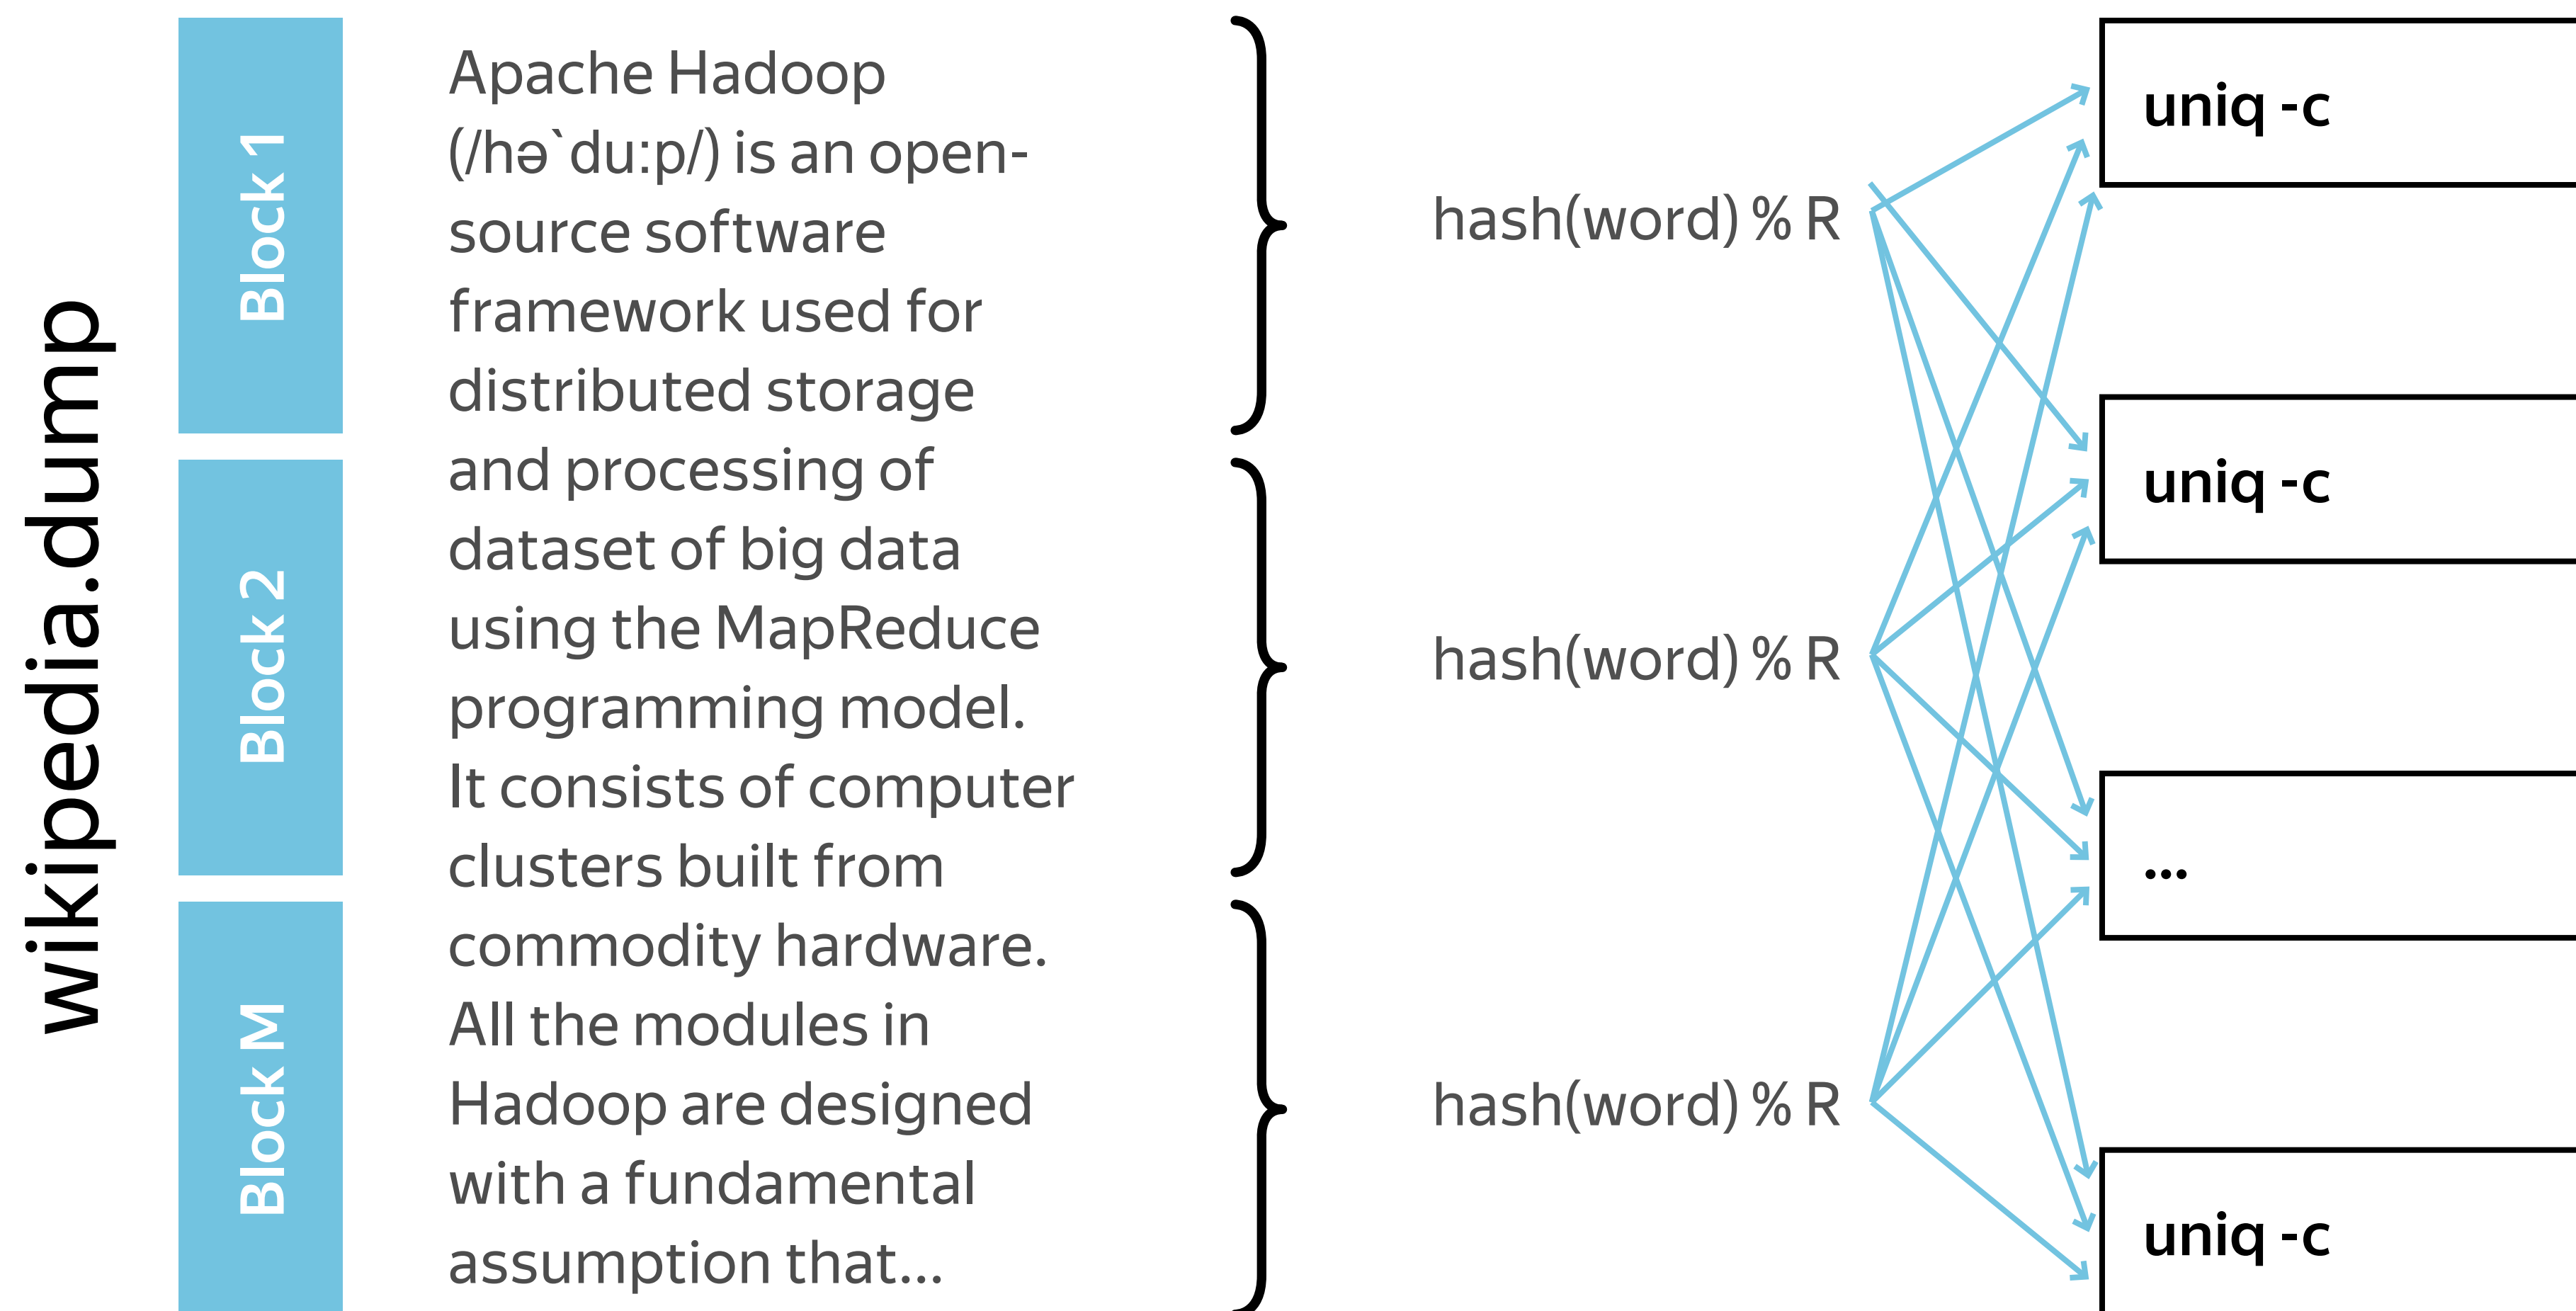 wikipedia.dump
Block 1
Block 2
Block M
Apache Hadoop
(/hə`du:p/) is an open-
source software
framework used for
distributed storage
and processing of
dataset of big data
using the MapReduce
programming model.
It consists of computer
clusters built from
commodity hardware.
All the modules in
Hadoop are designed
with a fundamental
assumption that...
hash(word) % R
hash(word) % R
hash(word) % R
uniq -c
uniq -c
...
uniq -c